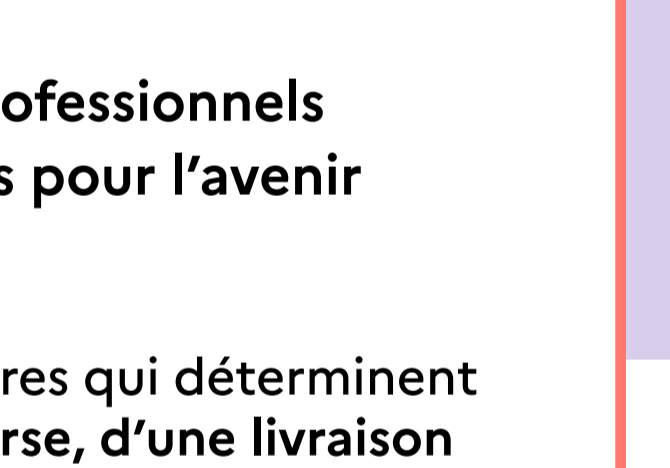 ofessionnels
s pour l’avenir
res qui déterminent
rse, d’une livraison